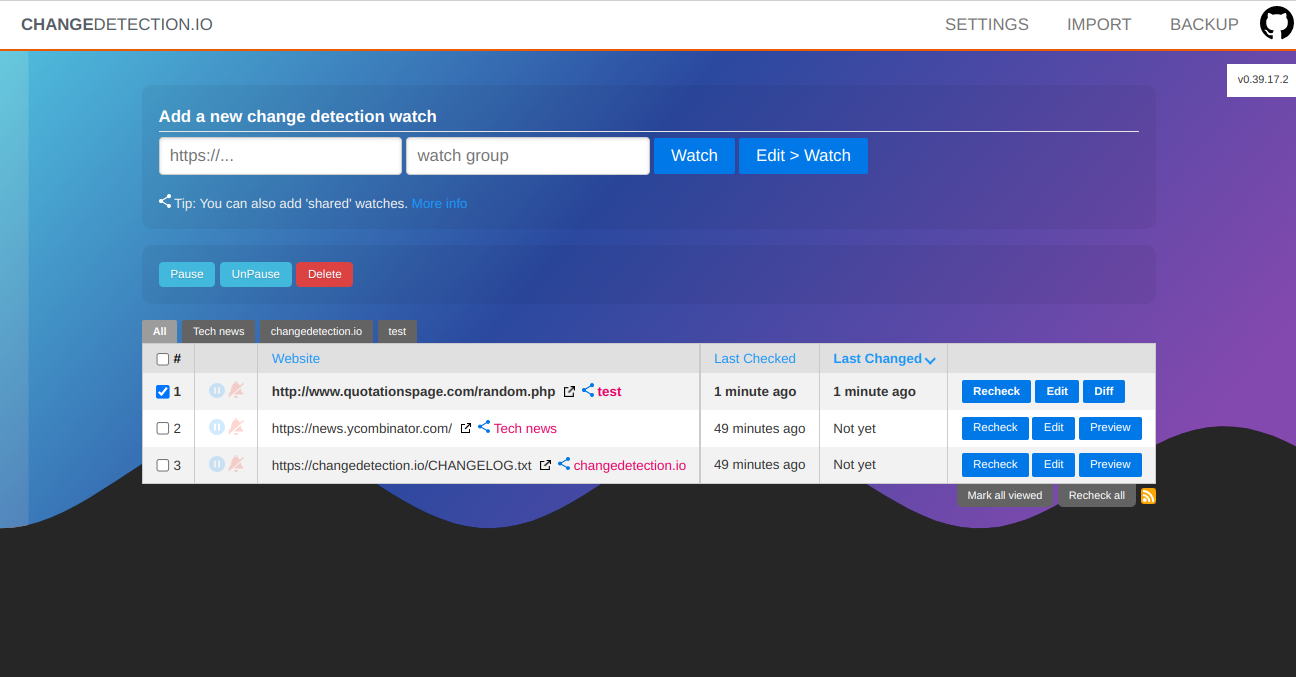 CHANGEDETECTION.IO SETTINGS IMPORT BACKUP
v0.39.17.2
Add a new change detection watch
https://... watch group Watch Edit > Watch
Tip: You can also add 'shared' watches. More info
Pause UnPause Delete
All Tech news changedetection.io test
# Website Last Checked Last Changed
1 http://www.quotationspage.com/random.php test 1 minute ago 1 minute ago Recheck Edit Diff
2 https://news.ycombinator.com/ Tech news 49 minutes ago Not yet Recheck Edit Preview
3 https://changedetection.io/CHANGELOG.txt changedetection.io 49 minutes ago Not yet Recheck Edit Preview
Mark all viewed Recheck all